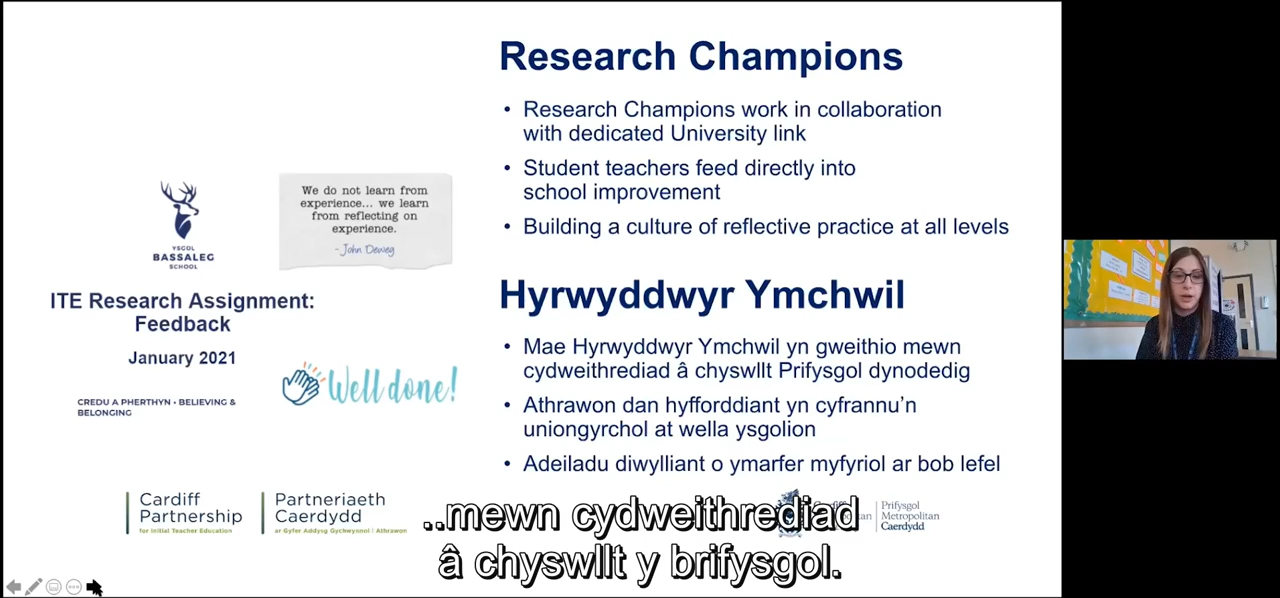 Research Champions
• Research Champions work in collaboration
with dedicated University link
• Student teachers feed directly into
school improvement
• Building a culture of reflective practice at all levels
We do not learn from
experience... we learn
from reflecting on
experience.
- John Dewey
YSGOL
BASSALEG
SCHOOL
ITE Research Assignment:
Feedback
January 2021
Well done!
CREDU A PHERTHYN • BELIEVING &
BELONGING
Hyrwyddwyr Ymchwil
• Mae Hyrwyddwyr Ymchwil yn gweithio mewn
cydweithrediad â chyswllt Prifysgol dynodedig
• Athrawon dan hyfforddiant yn cyfrannu'n
uniongyrchol at wella ysgolion
• Adeiladu diwylliant o ymarfer myfyriol ar bob lefel
Cardiff
Partnership
for Initial Teacher Education
Partneriaeth
Caerdydd
ar Gyfer Addysg Gychwynnol i Athrawon
Prifysgol
Metropolitan
Caerdydd
..mewn cydweithrediad
â chyswllt y brifysgol.